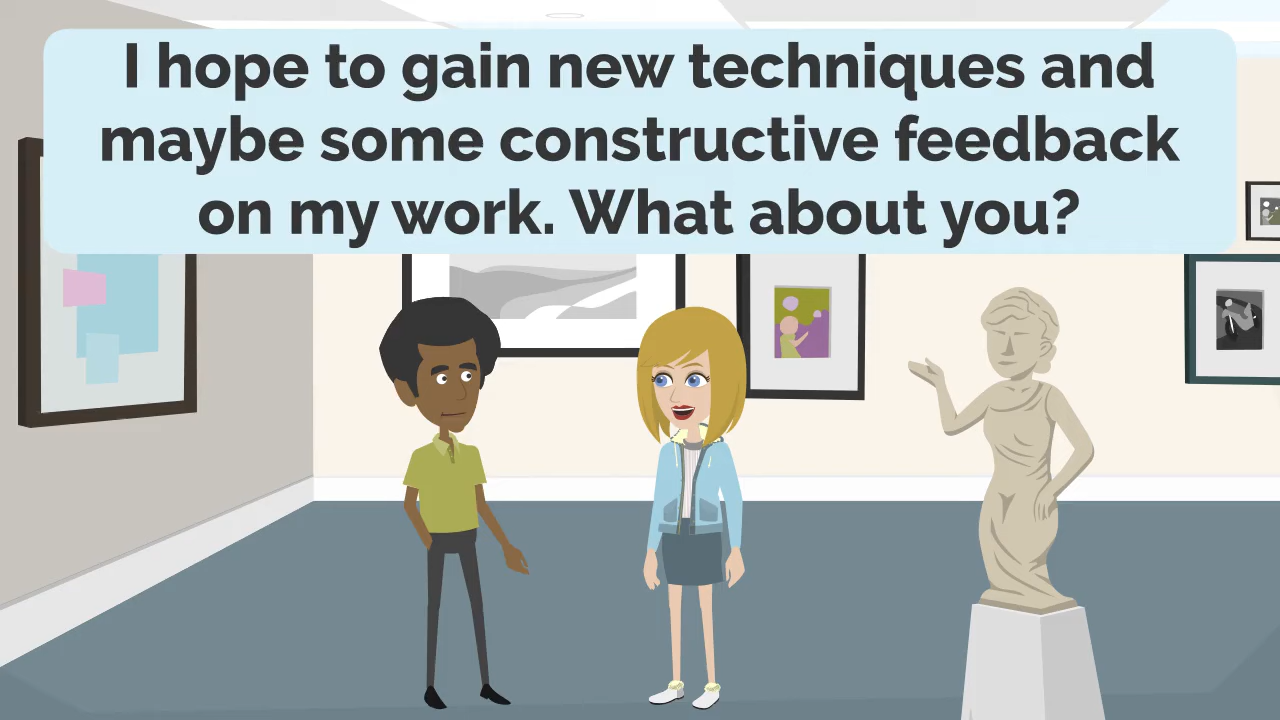 I hope to gain new techniques and
maybe some constructive feedback
on my work. What about you?